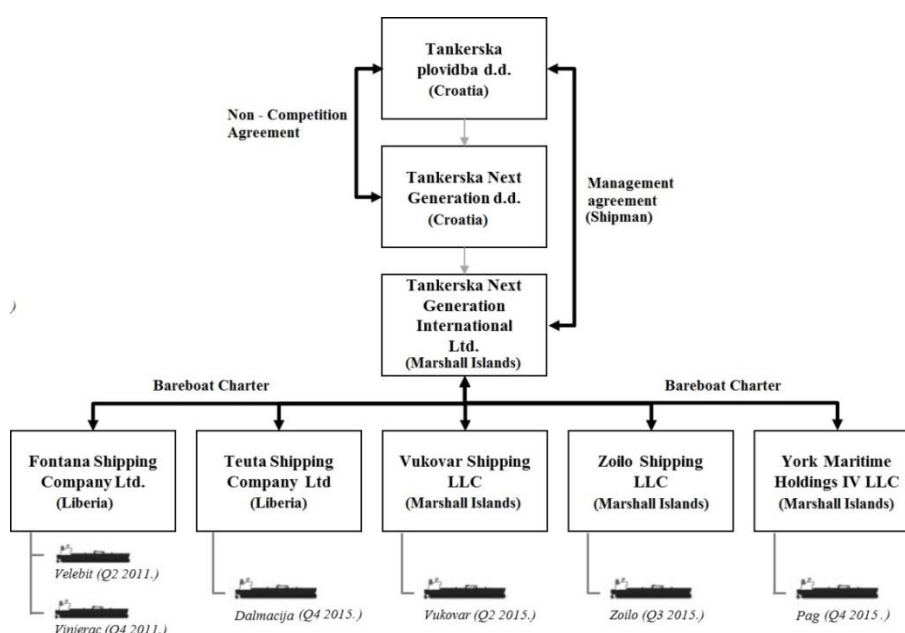 Tankerska
plovidba d.d.
(Croatia)
Non - Competition
Agreement
Tankerska Next
Generation d.d.
(Croatia)
Management
agreement
(Shipman)
)
Tankerska Next
Generation
International
Ltd.
(Marshall Islands)
Bareboat Charter
Bareboat Charter
Fontana Shipping
Company Ltd.
(Liberia)
Teuta Shipping
Company Ltd
(Liberia)
Vukovar Shipping
LLC
(Marshall Islands)
Zoilo Shipping
LLC
(Marshall Islands)
York Maritime
Holdings IV LLC
(Marshall Islands)
Velebit (Q2 2011.)
Vinjerac (Q4 2011.)
Dalmacija (Q4 2015.)
Vukovar (Q2 2015.)
Zoilo (Q3 2015.)
Pag (Q4 2015.)